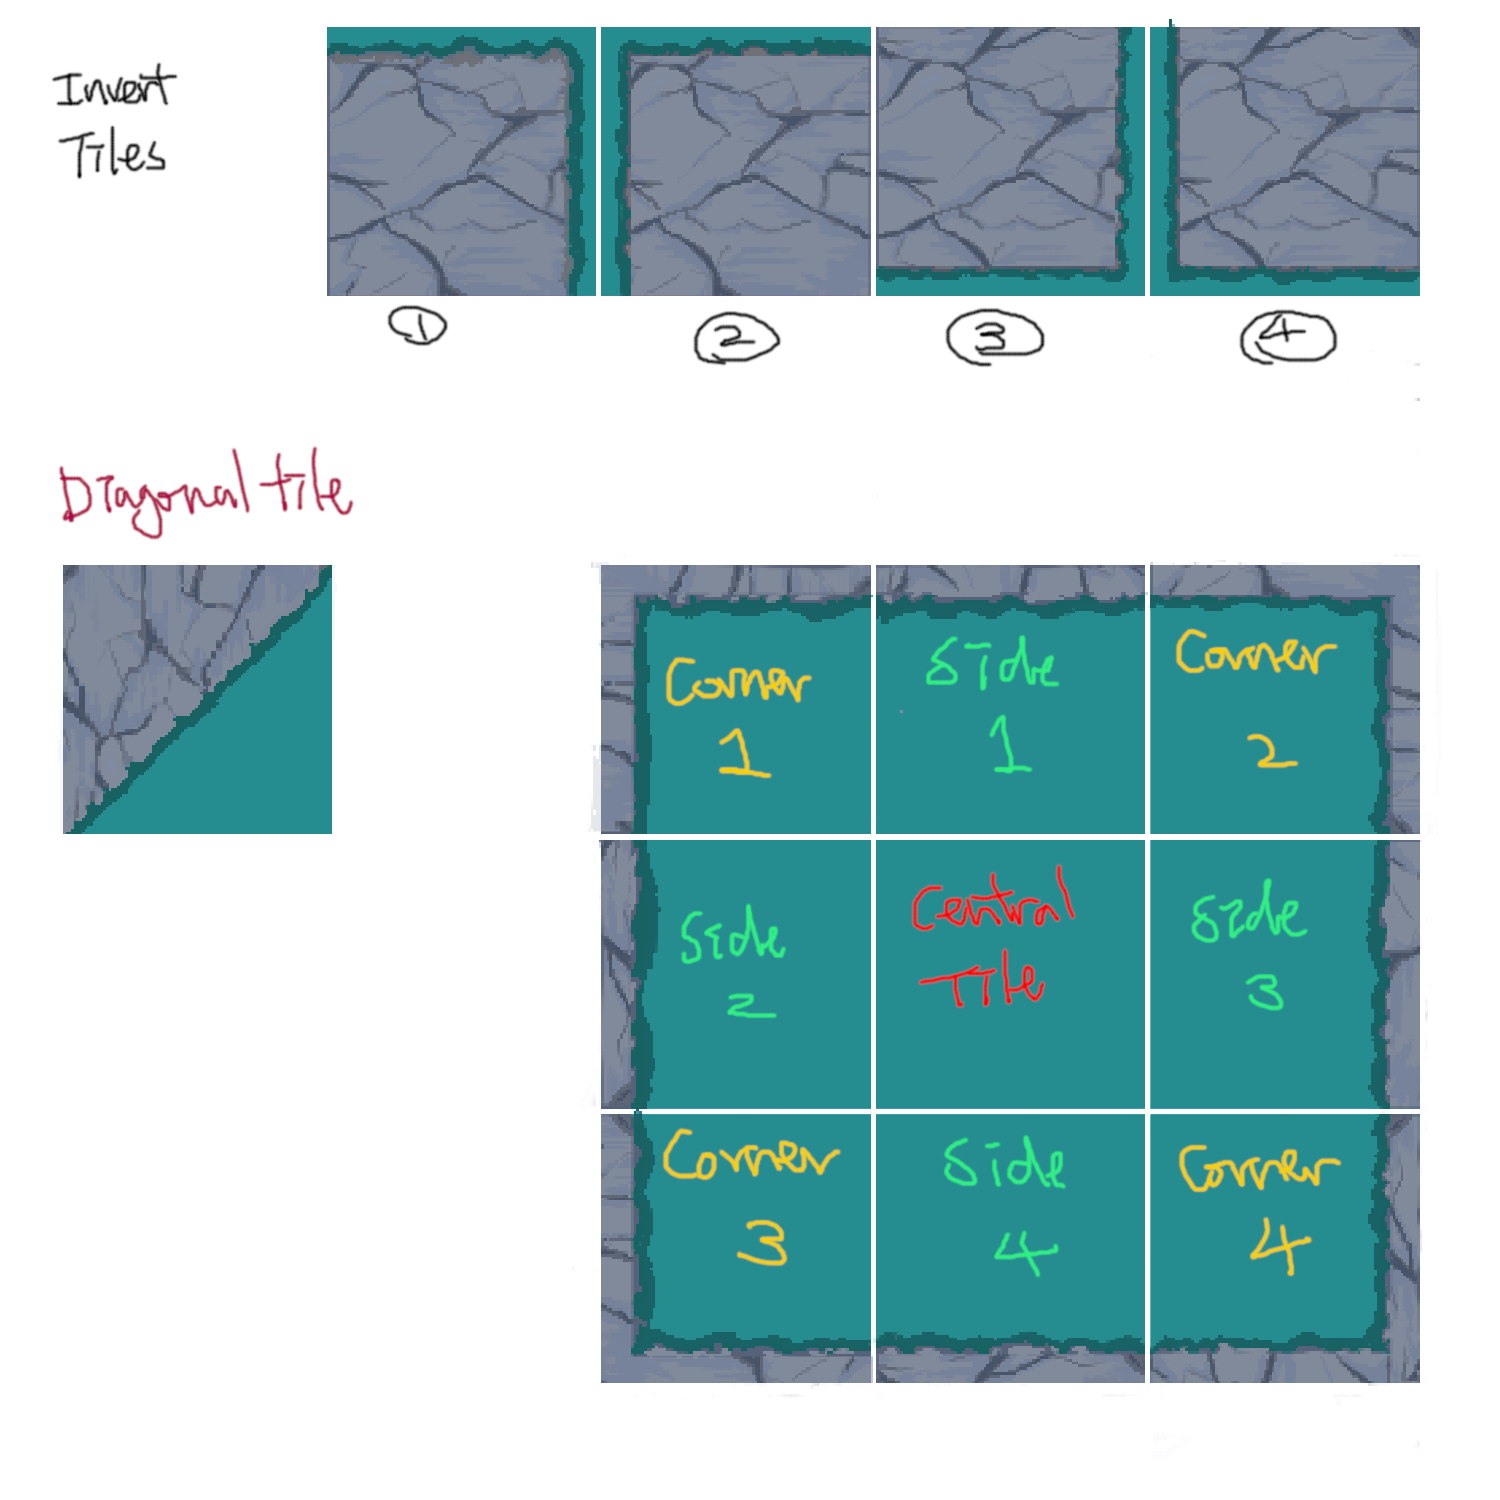 Invert
Tiles
1
2
3
4
Diagonal tile
Corner
1
Side
1
Corner
2
Side
2
Central
Tile
Side
3
Corner
3
Side
4
Corner
4